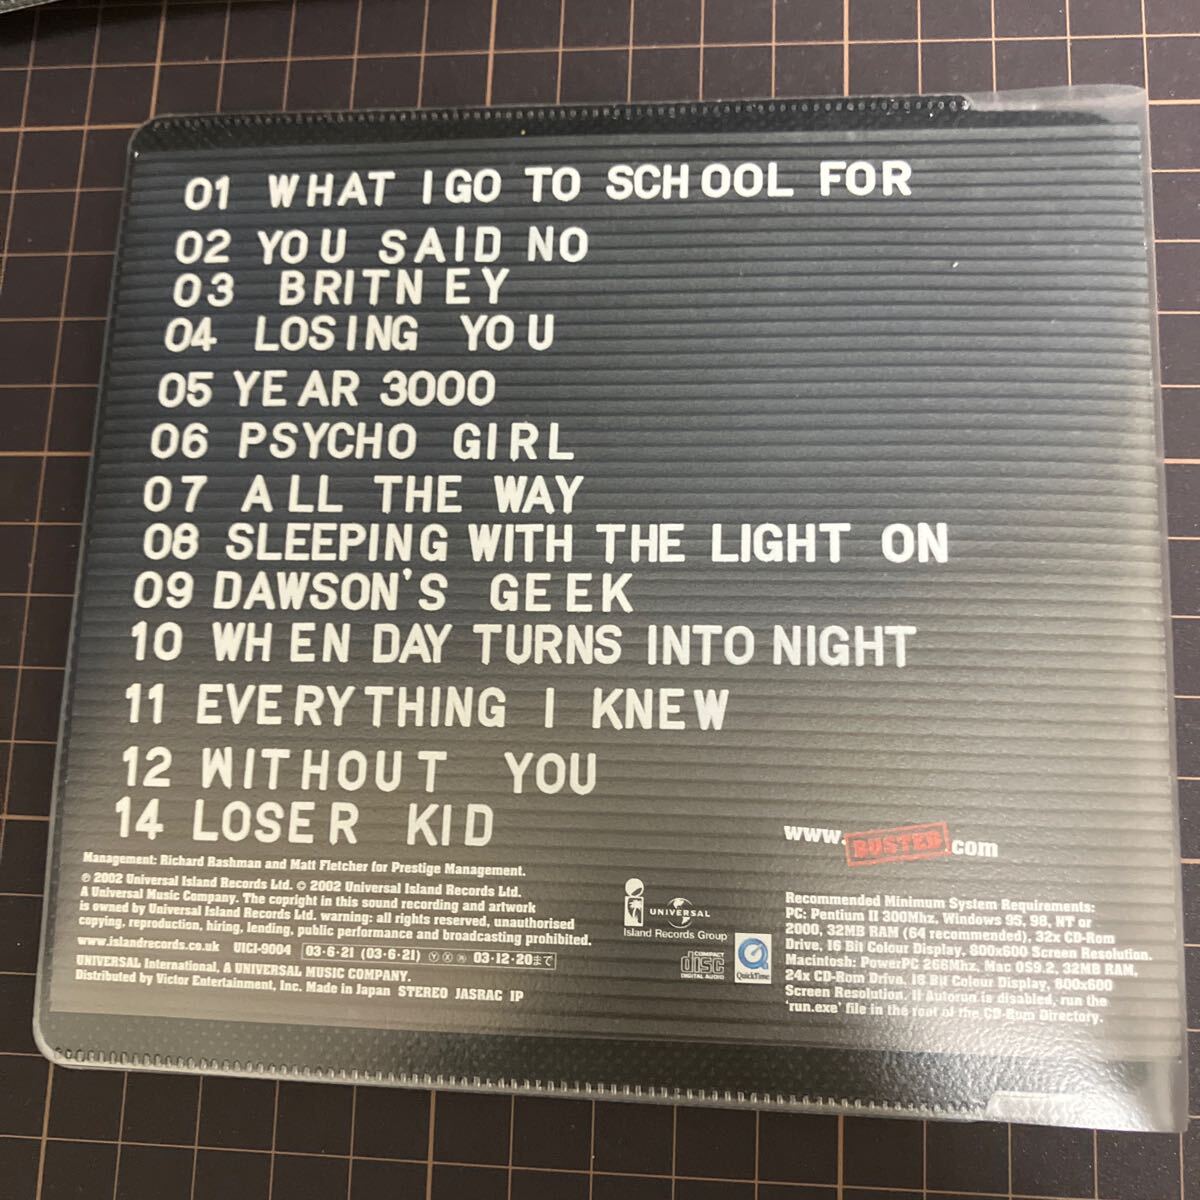 01 WHAT I GO TO SCHOOL FOR
02 YOU SAID NO
03 BRITNEY
04 LOSING YOU
05 YEAR 3000
06 PSYCHO GIRL
07 ALL THE WAY
08 SLEEPING WITH THE LIGHT ON
09 DAWSON'S GEEK
10 WHEN DAY TURNS INTO NIGHT
11 EVERYTHING I KNEW
12 WITHOUT YOU
14 LOSER KID
Management: Richard Rashman and Matt Fletcher for Prestige Management.
℗ 2002 Universal Island Records Ltd. © 2002 Universal Island Records Ltd.
A Universal Music Company. The copyright in this sound recording and artwork
is owned by Universal Island Records Ltd. warning: all rights reserved, unauthorised
copying, reproduction, hiring, lending, public performance and broadcasting prohibited.
www.islandrecords.co.uk UICI-9004 03·6·21 (03·6·21) 03·12·20まで
UNIVERSAL International, A UNIVERSAL MUSIC COMPANY.
Distributed by Victor Entertainment, Inc. Made in Japan STEREO JASRAC 1P
UNIVERSAL
Island Records Group
COMPACT
disc
DIGITAL AUDIO
QuickTime
www.BUSTED.com
Recommended Minimum System Requirements:
PC: Pentium II 300Mhz, Windows 95, 98, NT or
2000, 32MB RAM (64 recommended), 32x CD-Rom
Drive, 16 Bit Colour Display, 800x600 Screen Resolution.
Macintosh: PowerPC 266Mhz, Mac OS9.2, 32MB RAM,
24x CD-Rom Drive, 16 Bit Colour Display, 800x600
Screen Resolution. If Autorun is disabled, run the
'run.exe' file in the root of the CD-Rom Directory.